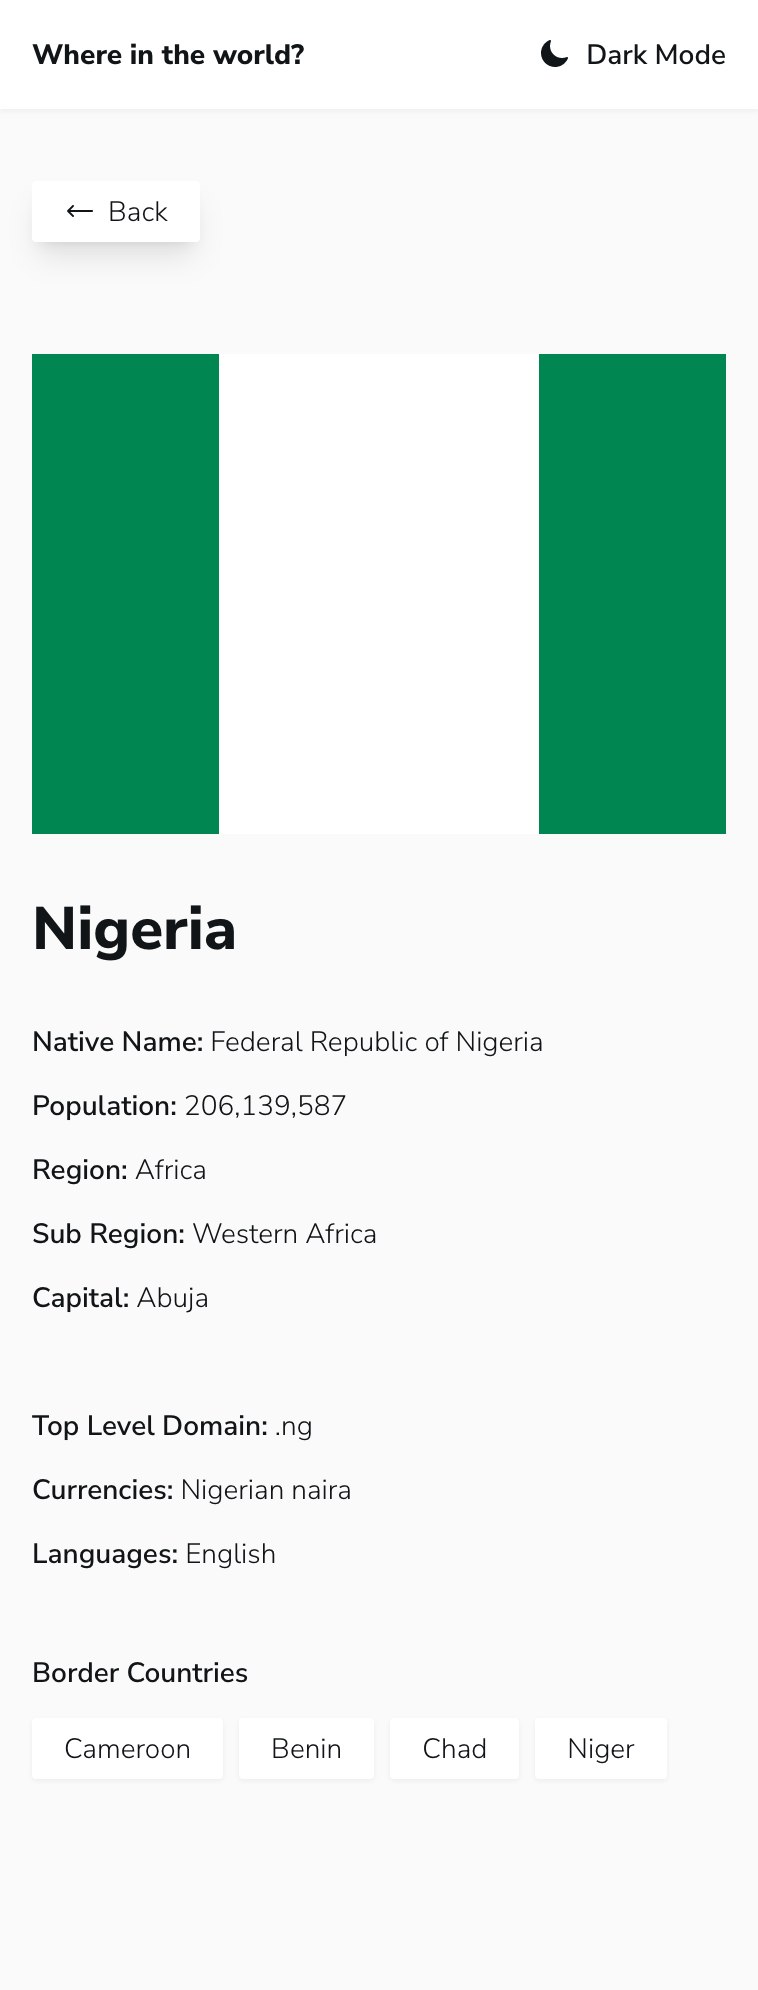 Where in the world?
Dark Mode
Back
Nigeria
Native Name: Federal Republic of Nigeria
Population: 206,139,587
Region: Africa
Sub Region: Western Africa
Capital: Abuja
Top Level Domain: .ng
Currencies: Nigerian naira
Languages: English
Border Countries
Cameroon Benin Chad Niger